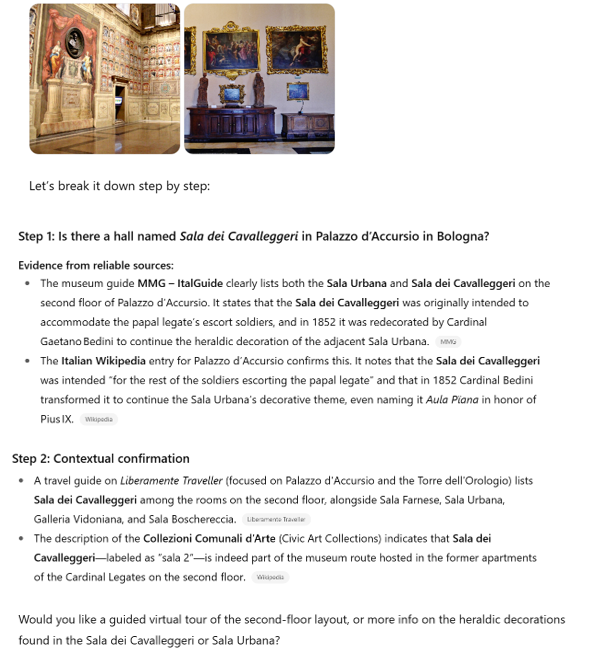 Let's break it down step by step:
Step 1: Is there a hall named Sala dei Cavalleggeri in Palazzo d'Accursio in Bologna?
Evidence from reliable sources:
• The museum guide MMG – ItalGuide clearly lists both the Sala Urbana and Sala dei Cavalleggeri on the
second floor of Palazzo d'Accursio. It states that the Sala dei Cavalleggeri was originally intended to
accommodate the papal legate's escort soldiers, and in 1852 it was redecorated by Cardinal
Gaetano Bedini to continue the heraldic decoration of the adjacent Sala Urbana. MMG
• The Italian Wikipedia entry for Palazzo d'Accursio confirms this. It notes that the Sala dei Cavalleggeri
was intended "for the rest of the soldiers escorting the papal legate" and that in 1852 Cardinal Bedini
transformed it to continue the Sala Urbana's decorative theme, even naming it Aula Piana in honor of
Pius IX. Wikipedia
Step 2: Contextual confirmation
• A travel guide on Liberamente Traveller (focused on Palazzo d'Accursio and the Torre dell'Orologio) lists
Sala dei Cavalleggeri among the rooms on the second floor, alongside Sala Farnese, Sala Urbana,
Galleria Vidoniana, and Sala Boschereccia. Liberamente Traveller
• The description of the Collezioni Comunali d'Arte (Civic Art Collections) indicates that Sala dei
Cavalleggeri—labeled as "sala 2"—is indeed part of the museum route hosted in the former apartments
of the Cardinal Legates on the second floor. Wikipedia
Would you like a guided virtual tour of the second-floor layout, or more info on the heraldic decorations
found in the Sala dei Cavalleggeri or Sala Urbana?